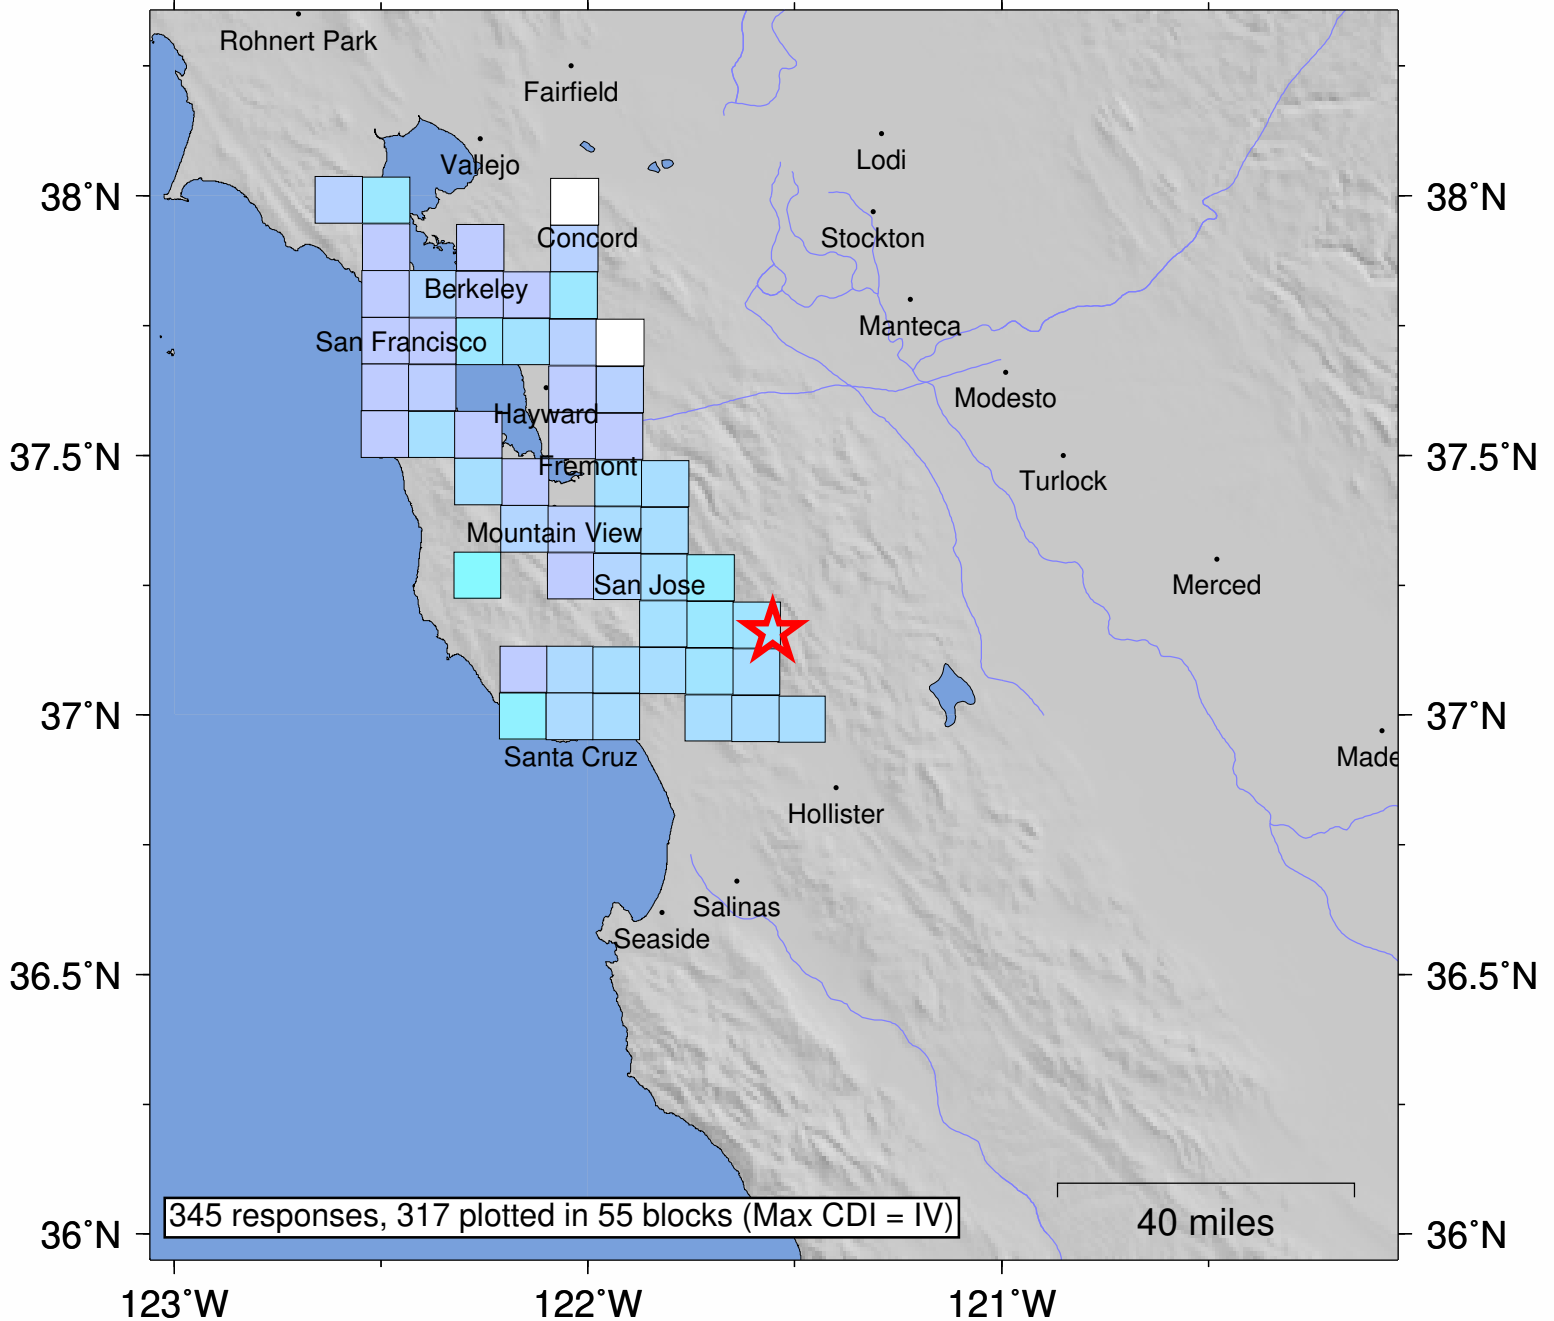 Rohnert Park
Fairfield
Vallejo
Lodi
38˚N
38˚N
Concord
Stockton
Berkeley
Manteca
San Francisco
Modesto
Hayward
37.5˚N
Fremont
37.5˚N
Turlock
Mountain View
San Jose
Merced
37˚N
37˚N
Santa Cruz
Made
Hollister
Salinas
Seaside
36.5˚N
36.5˚N
345 responses, 317 plotted in 55 blocks (Max CDI = IV)
40 miles
36˚N
36˚N
123˚W
122˚W
121˚W